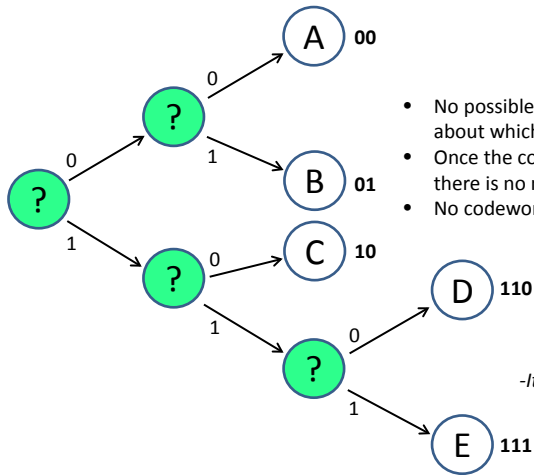 A 00
0
? • No possible
1 about which
0 B 01 • Once the co
? there is no r
1 C 10 • No codewor
0
?
1 D 110
0
? -It
1
E 111